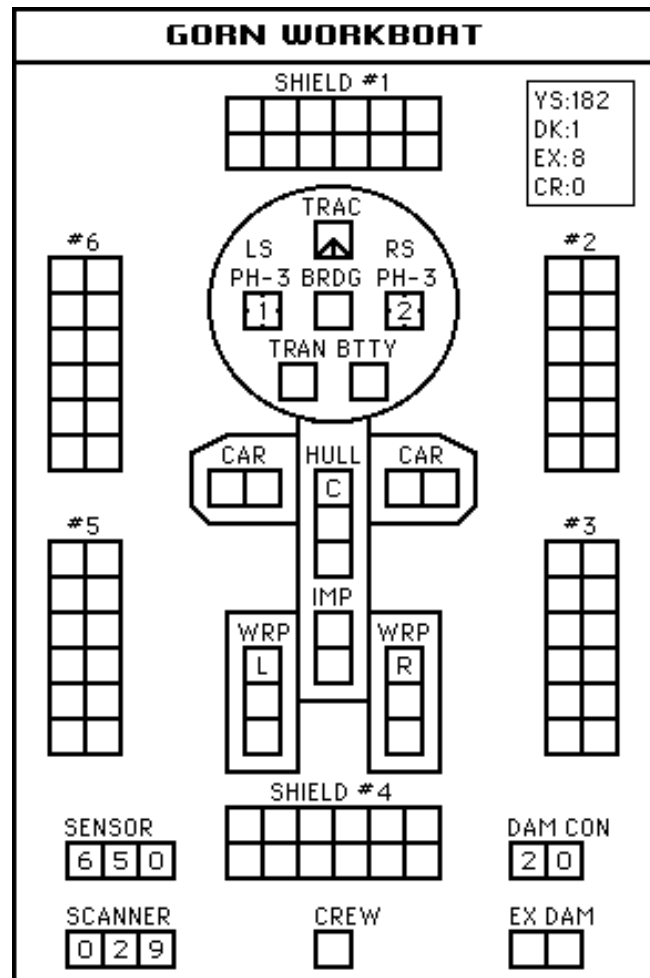 GORN WORKBOAT
SHIELD #1
YS:182
DK:1
EX:8
CR:0
TRAC
LS RS
PH-3 BRDG PH-3
1 2
TRAN BTTY
#6 #2
CAR HULL CAR
C
#5 #3
IMP
WRP WRP
L R
SHIELD #4
SENSOR DAM CON
6 5 0 2 0
SCANNER CREW EX DAM
0 2 9